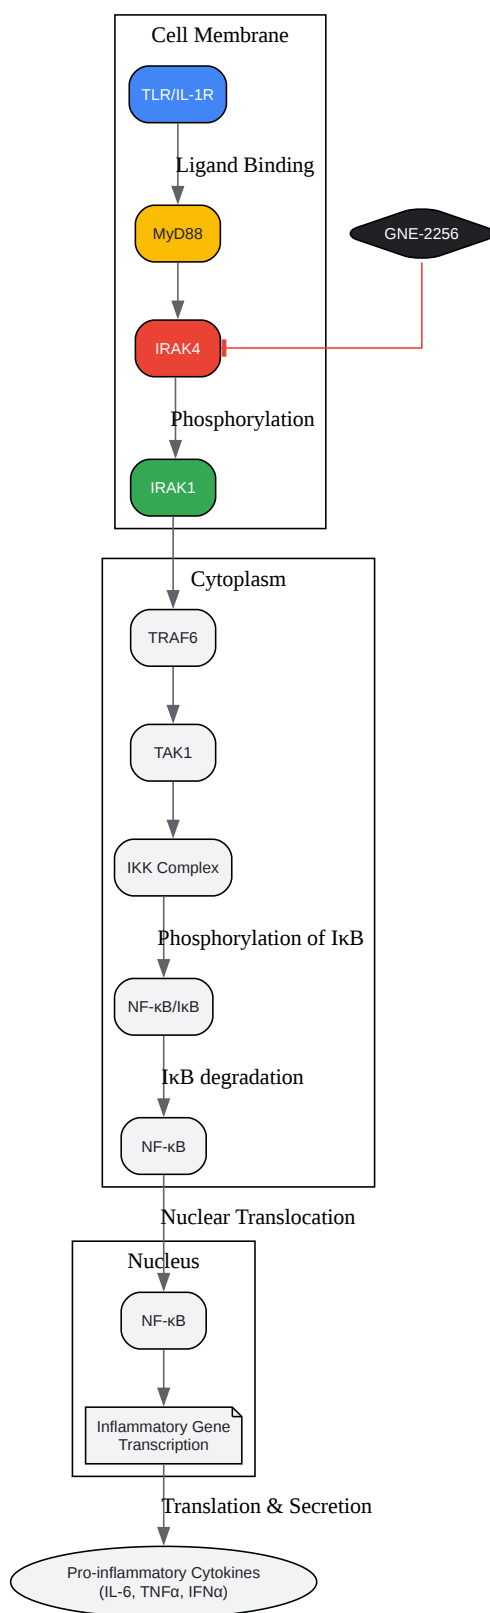 Cell Membrane
TLR/IL-1R
Ligand Binding
MyD88
GNE-2256
IRAK4
Phosphorylation
IRAK1
Cytoplasm
TRAF6
TAK1
IKK Complex
Phosphorylation of IκB
NF-κB/IκB
IκB degradation
NF-κB
Nuclear Translocation
Nucleus
NF-κB
Inflammatory Gene
Transcription
Translation & Secretion
Pro-inflammatory Cytokines
(IL-6, TNFα, IFNα)